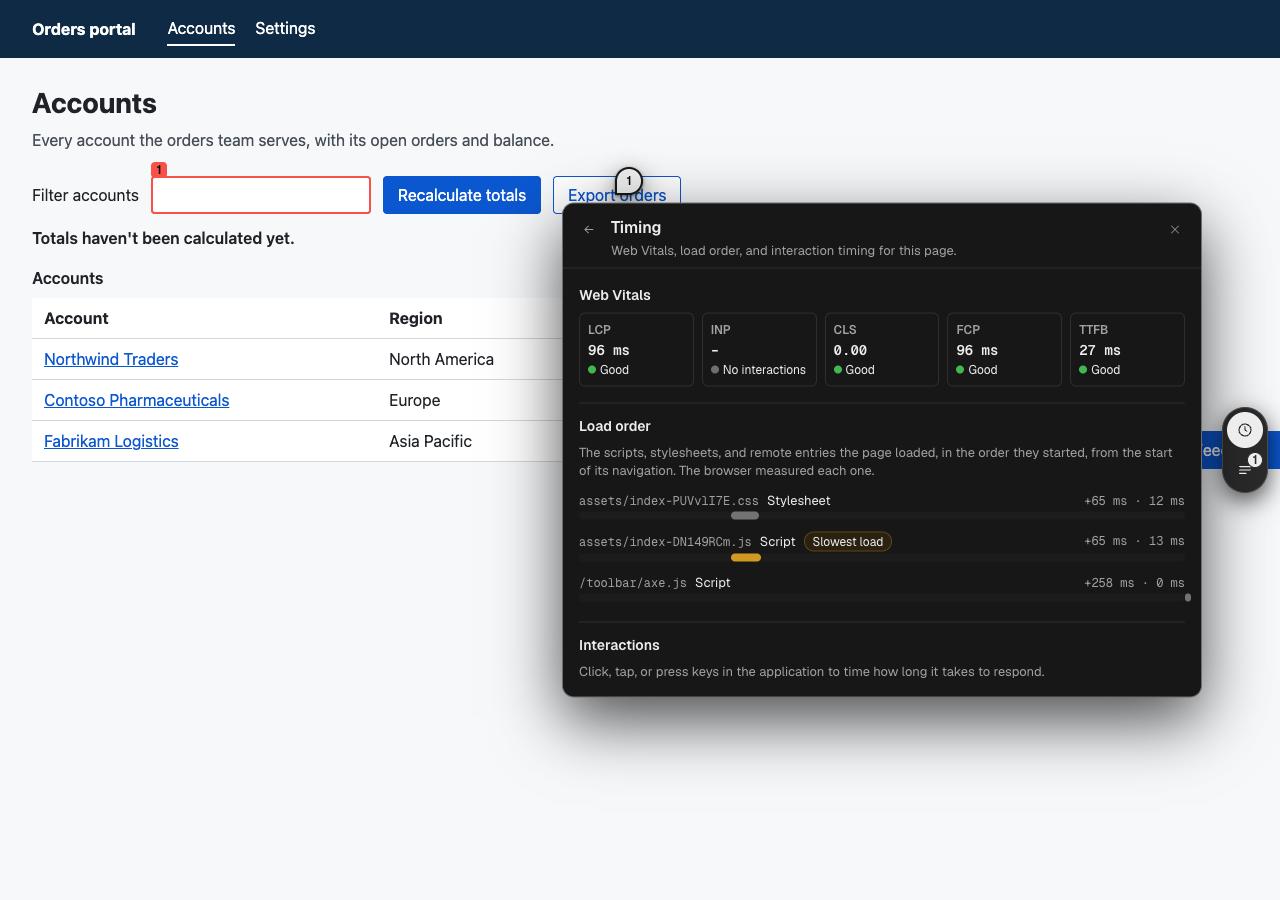 Orders portal Accounts Settings
Accounts
Every account the orders team serves, with its open orders and balance.
1
Filter accounts Recalculate totals Export orders
1
Totals haven't been calculated yet.
Accounts
Account Region
Northwind Traders North America
Contoso Pharmaceuticals Europe
Fabrikam Logistics Asia Pacific
← Timing ×
Web Vitals, load order, and interaction timing for this page.
Web Vitals
LCP INP CLS FCP TTFB
96 ms – 0.00 96 ms 27 ms
Good No interactions Good Good Good
Load order
The scripts, stylesheets, and remote entries the page loaded, in the order they started, from the start
of its navigation. The browser measured each one.
assets/index-PUVvlI7E.css Stylesheet +65 ms · 12 ms
assets/index-DN149RCm.js Script Slowest load +65 ms · 13 ms
/toolbar/axe.js Script +258 ms · 0 ms
Interactions
Click, tap, or press keys in the application to time how long it takes to respond.
1